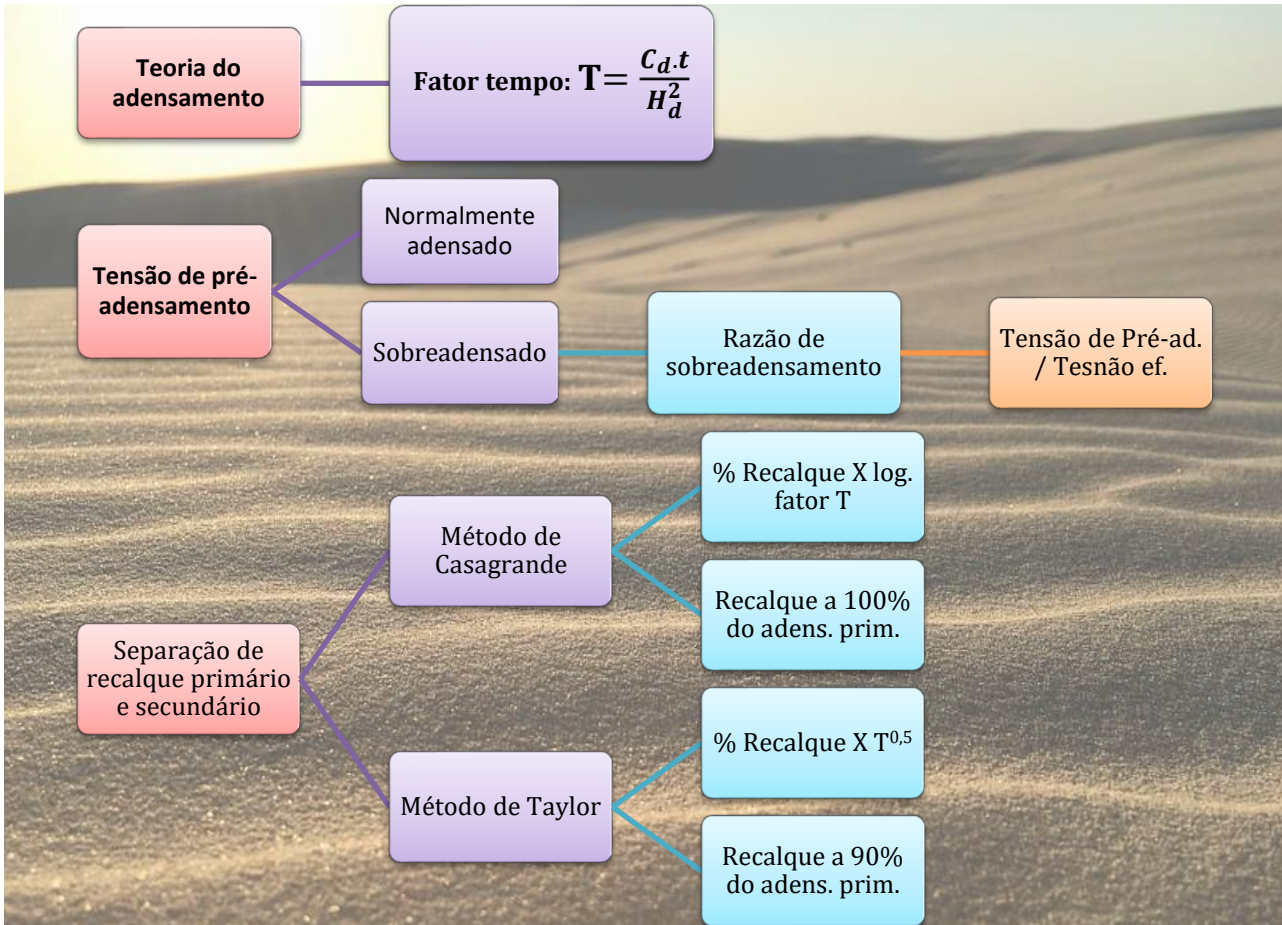 Teoria do
adensamento
Fator tempo: T= C_d.t / H_d^2
Normalmente
adensado
Tensão de pré-
adensamento
Sobreadensado
Razão de
sobreadensamento
Tensão de Pré-ad.
/ Tesnão ef.
% Recalque X log.
fator T
Método de
Casagrande
Recalque a 100%
do adens. prim.
Separação de
recalque primário
e secundário
% Recalque X T^0,5
Método de Taylor
Recalque a 90%
do adens. prim.